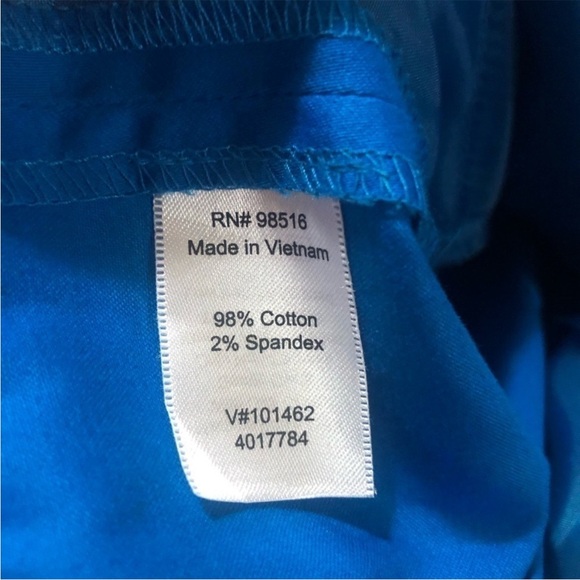 RN# 98516
Made in Vietnam
98% Cotton
2% Spandex
V#101462
4017784